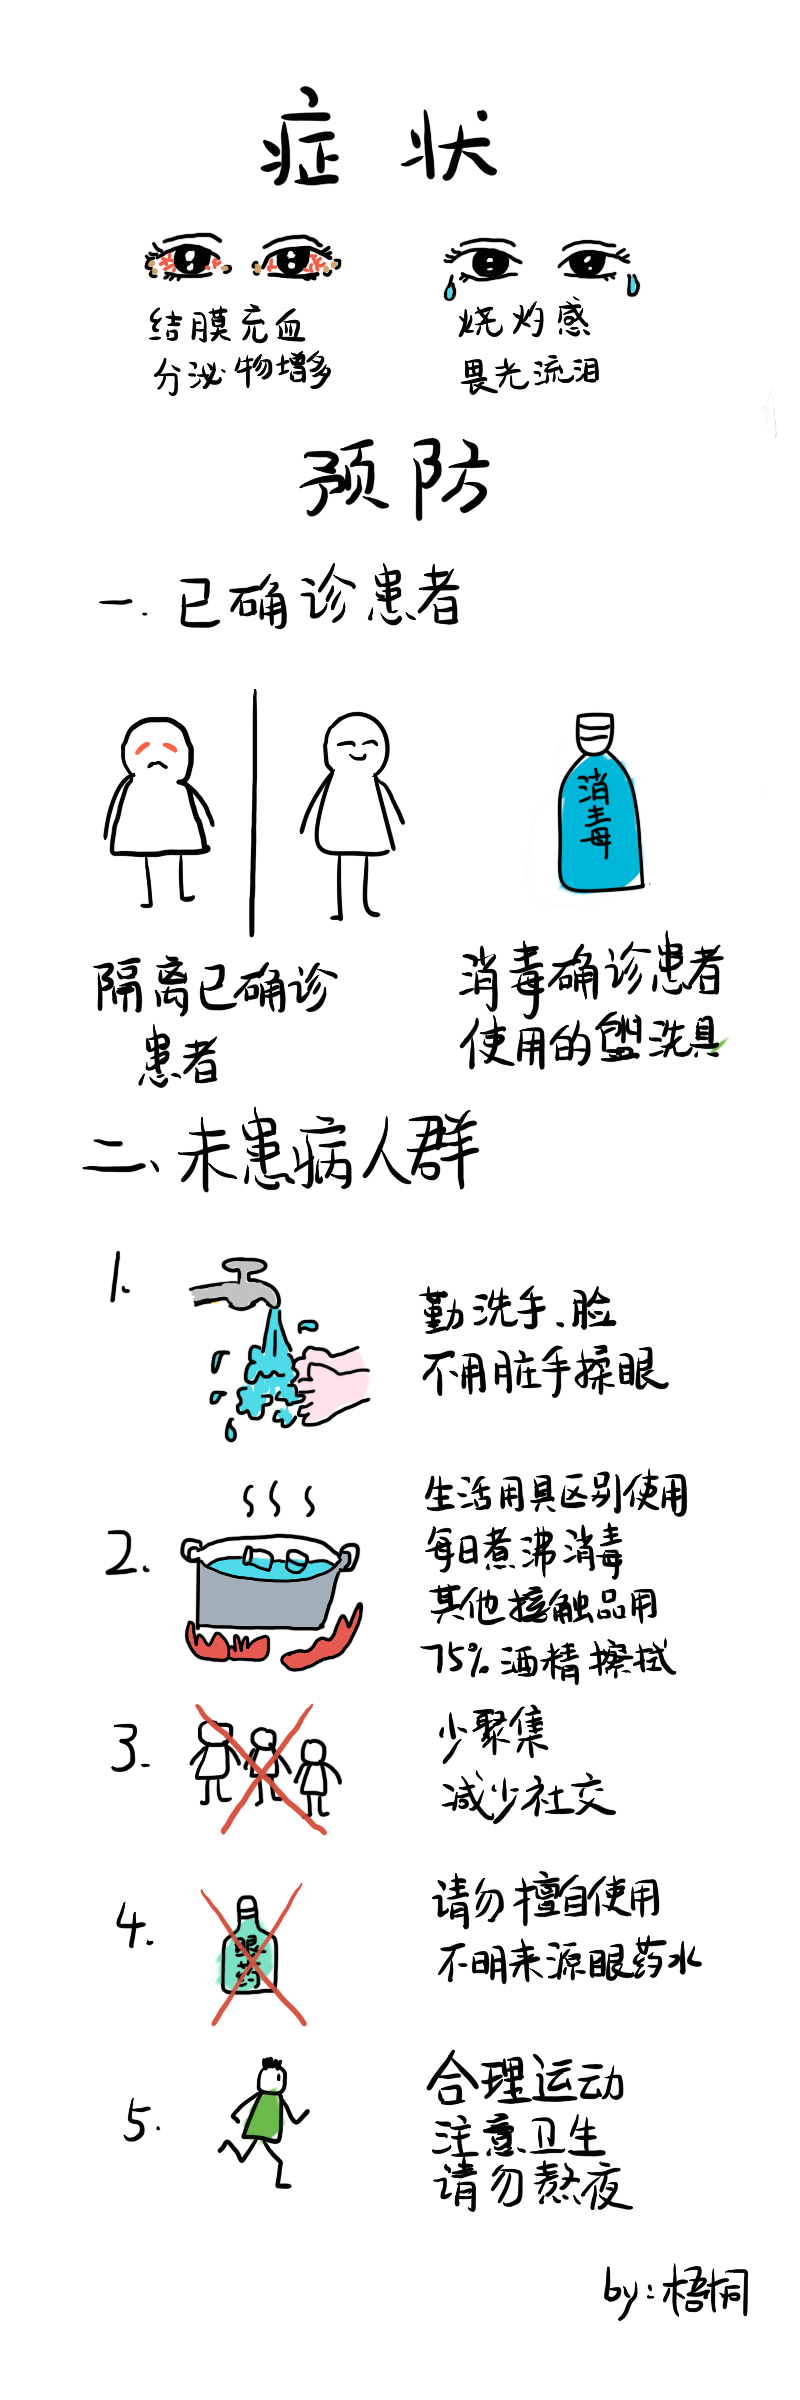 症状
结膜充血
分泌物增多
烧灼感
畏光流泪
预防
一.已确诊患者
消毒
隔离已确诊
患者
消毒确诊患者
使用的盥洗具
二、未患病人群
1.
勤洗手、脸
不用脏手揉眼
2.
生活用具区别使用
每日煮沸消毒
其他接触品用
75%酒精擦拭
3.
少聚集
减少社交
4.
眼药
请勿擅自使用
不明来源眼药水
5.
合理运动
注意卫生
请勿熬夜
by:梧桐